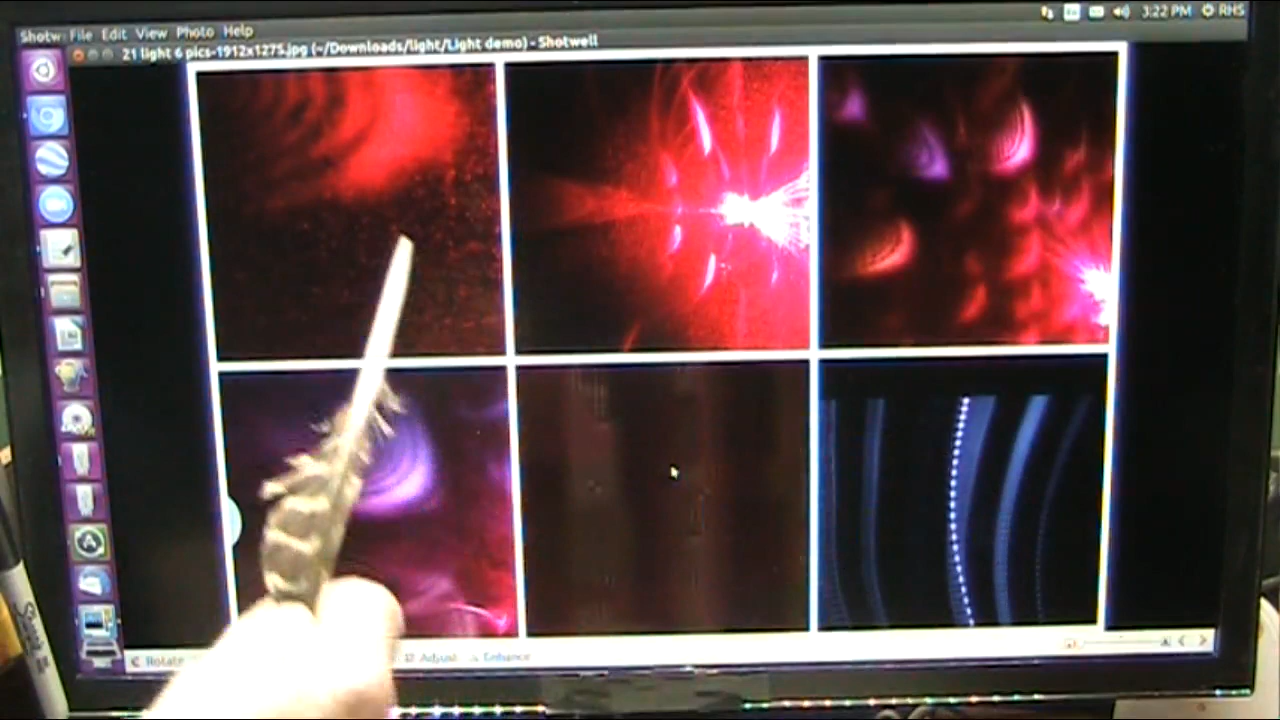 Shotw File Edit View Photo Help
3:22 PM RHS
21 light 6 pics-1912x1275.jpg (~/Downloads/light/Light demo) - Shotwell
Rotate Adjust Enhance